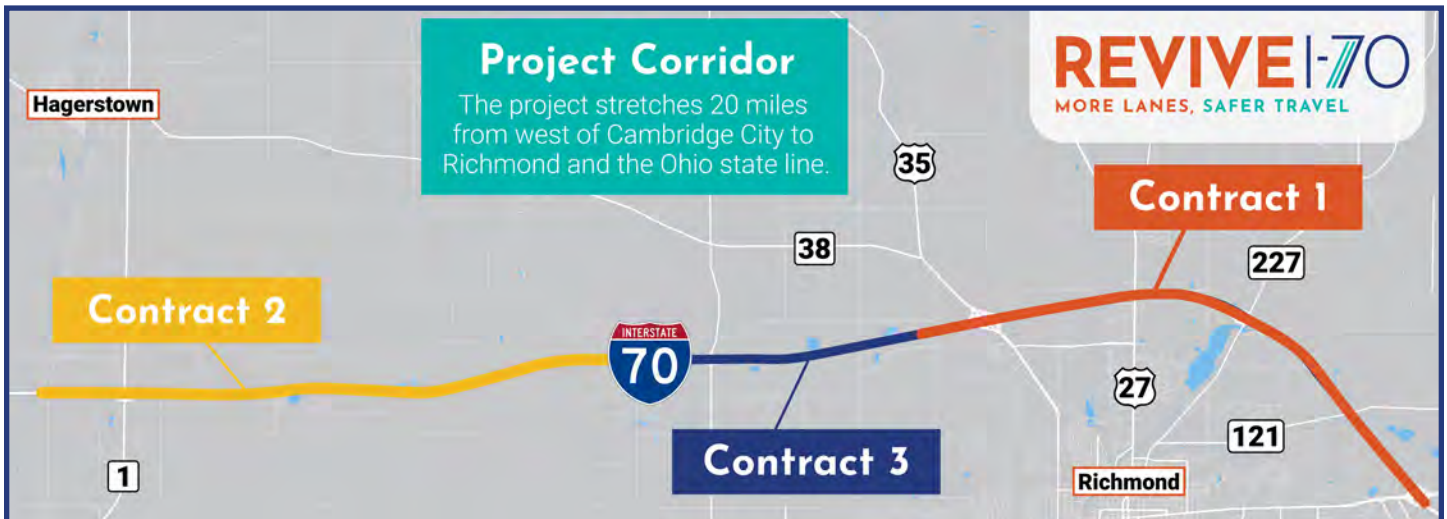 Project Corridor
The project stretches 20 miles
from west of Cambridge City to
Richmond and the Ohio state line.
REVIVE I-70
MORE LANES, SAFER TRAVEL
Hagerstown
35
Contract 1
38
227
Contract 2
INTERSTATE
70
27
121
Contract 3
1
Richmond